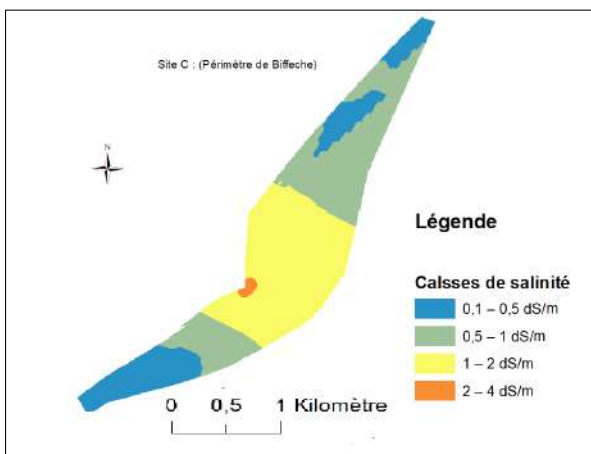 Site C : (Périmètre de Biffeche)
N
Légende
Calsses de salinité
0,1 – 0,5 dS/m
0,5 – 1 dS/m
1 – 2 dS/m
2 – 4 dS/m
0 0,5 1 Kilomètre